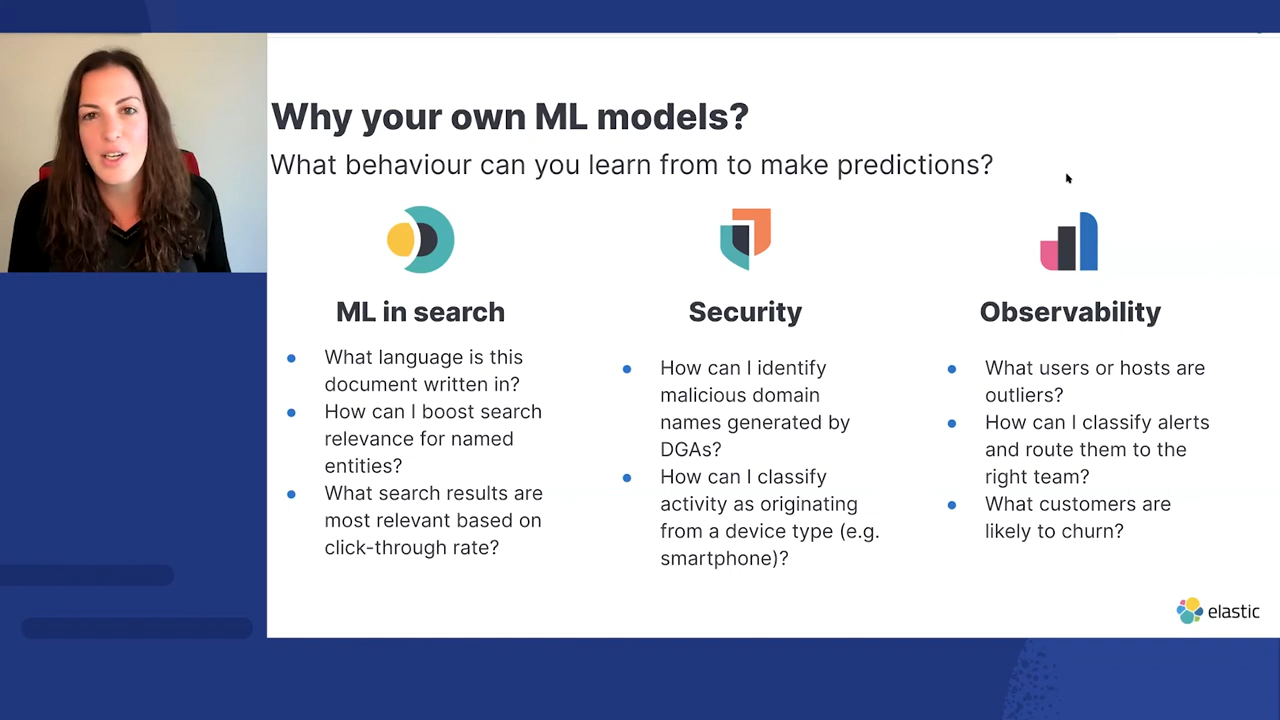 Why your own ML models?
What behaviour can you learn from to make predictions?
ML in search
What language is this
document written in?
How can I boost search
relevance for named
entities?
What search results are
most relevant based on
click-through rate?
Security
How can I identify
malicious domain
names generated by
DGAs?
How can I classify
activity as originating
from a device type (e.g.
smartphone)?
Observability
What users or hosts are
outliers?
How can I classify alerts
and route them to the
right team?
What customers are
likely to churn?
elastic